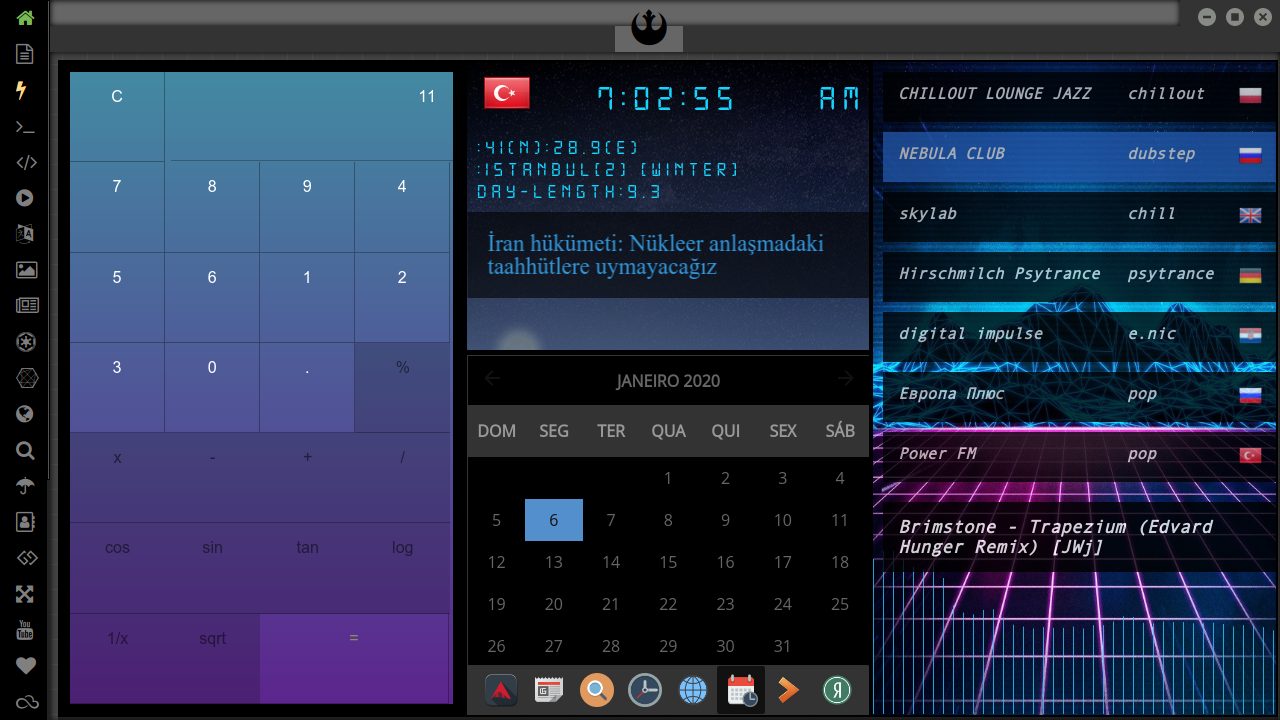 C
11
7 8 9 4
5 6 1 2
3 0 . %
x - + /
cos sin tan log
1/x sqrt =
7:02:55 AM
:41(N):28.9(E)
:ISTANBUL(2) [WINTER]
DAY-LENGTH:9.3
İran hükümeti: Nükleer anlaşmadaki
taahhütlere uymayacağız
JANEIRO 2020
DOM SEG TER QUA QUI SEX SÁB
1 2 3 4
5 6 7 8 9 10 11
12 13 14 15 16 17 18
19 20 21 22 23 24 25
26 27 28 29 30 31
CHILLOUT LOUNGE JAZZ chillout
NEBULA CLUB dubstep
skylab chill
Hirschmilch Psytrance psytrance
digital impulse e.nic
Европа Плюс pop
Power FM pop
Brimstone - Trapezium (Edvard
Hunger Remix) [JWj]
You
Tube
Я